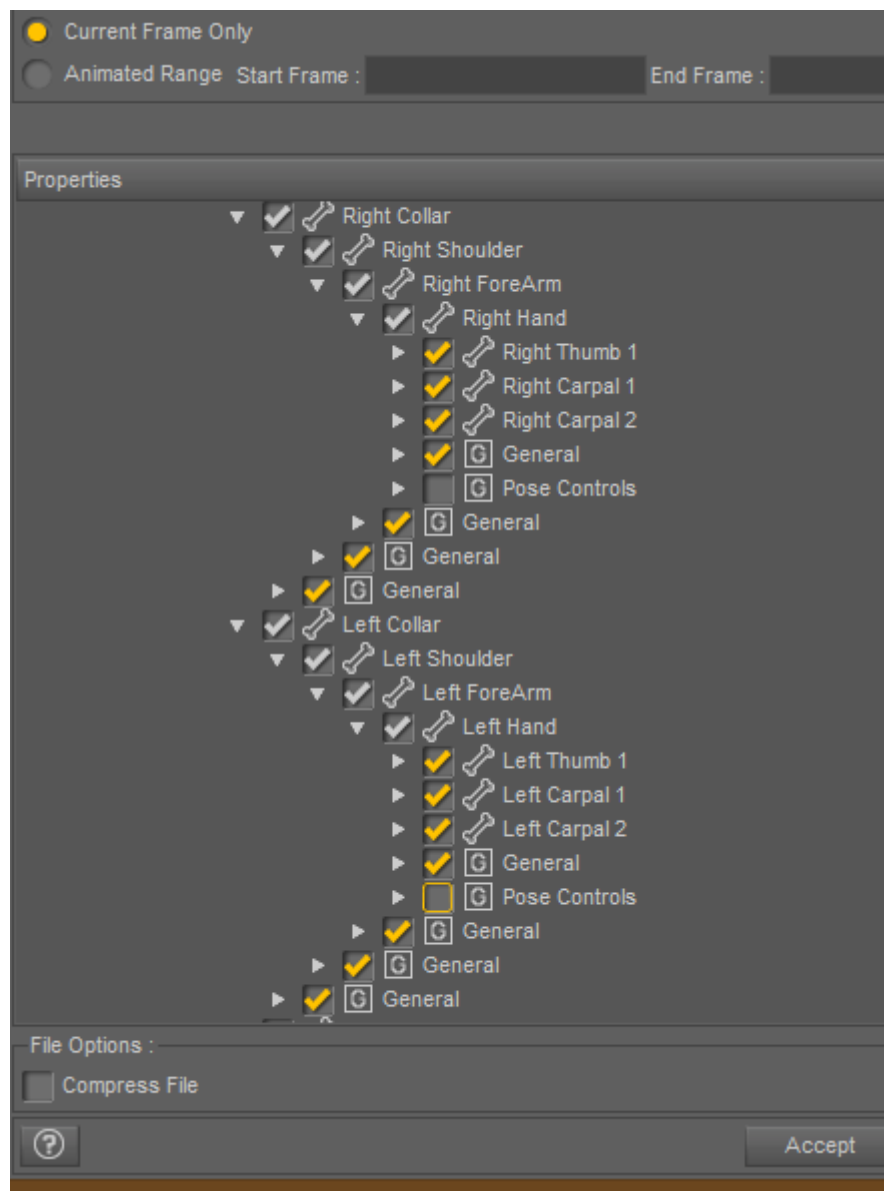 Current Frame Only
Animated Range Start Frame : End Frame :
Properties
Right Collar
Right Shoulder
Right ForeArm
Right Hand
Right Thumb 1
Right Carpal 1
Right Carpal 2
G General
G Pose Controls
G General
G General
G General
Left Collar
Left Shoulder
Left ForeArm
Left Hand
Left Thumb 1
Left Carpal 1
Left Carpal 2
G General
G Pose Controls
G General
G General
G General
File Options :
Compress File
? Accept